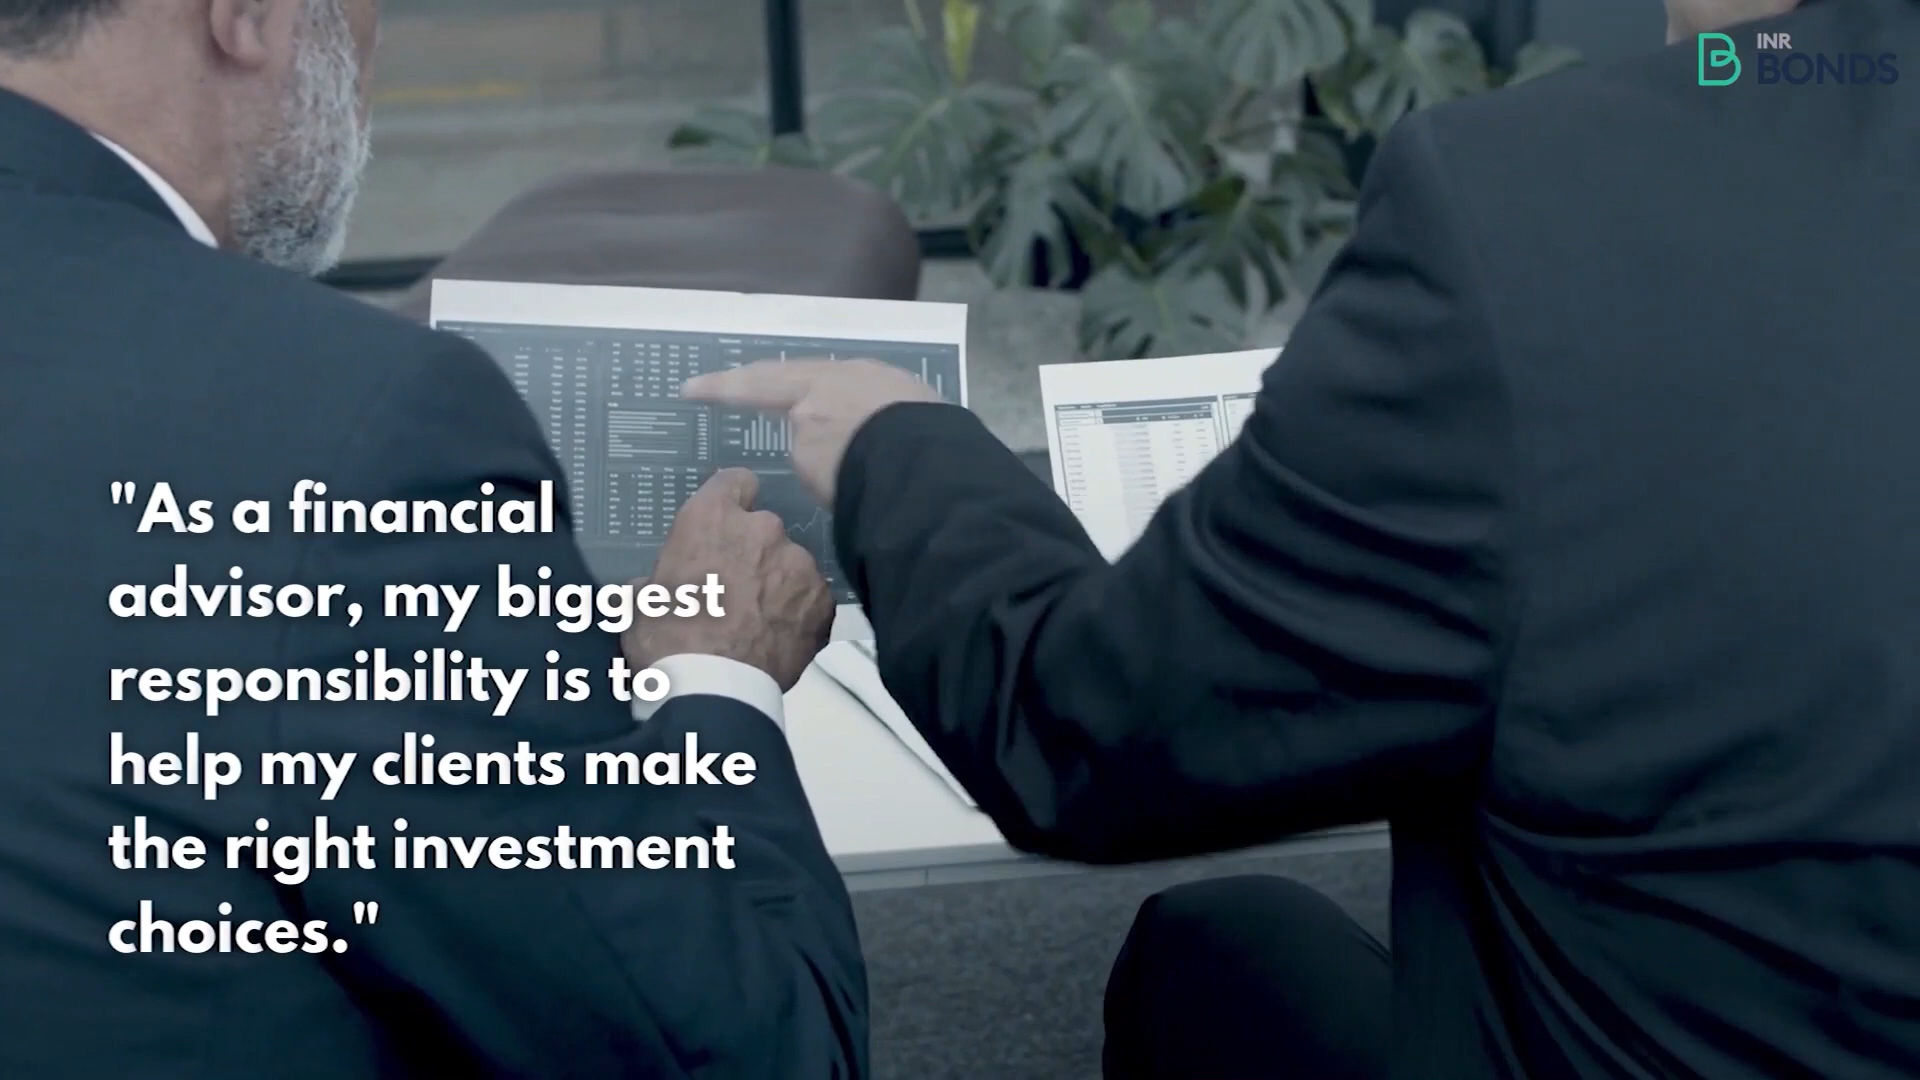 INR
BONDS
"As a financial
advisor, my biggest
responsibility is to
help my clients make
the right investment
choices."